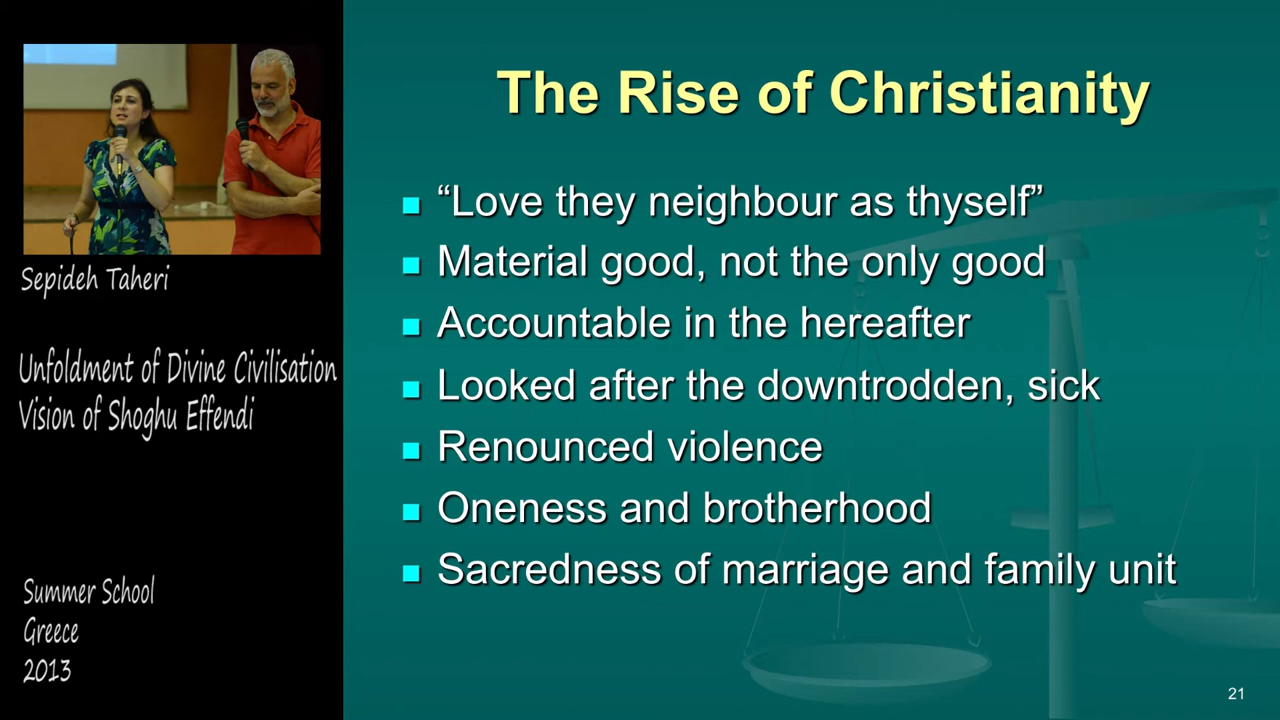 Sepideh Taheri
Unfoldment of Divine Civilisation
Vision of Shoghu Effendi
Summer School
Greece
2013
The Rise of Christianity
“Love they neighbour as thyself”
Material good, not the only good
Accountable in the hereafter
Looked after the downtrodden, sick
Renounced violence
Oneness and brotherhood
Sacredness of marriage and family unit
21